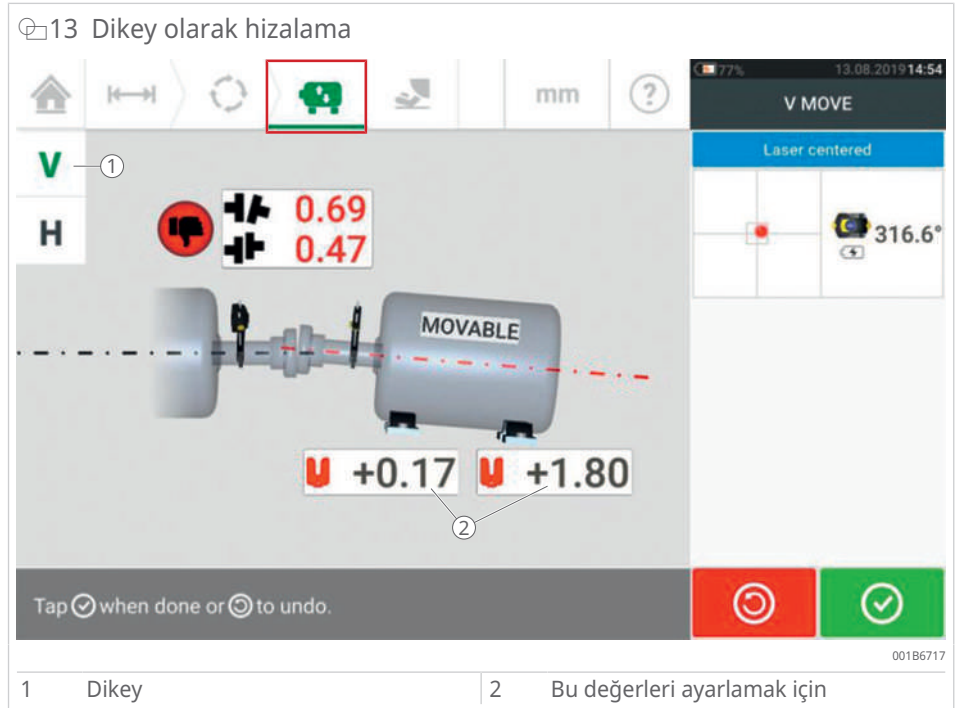 13 Dikey olarak hizalama
77% 13.08.2019 14:54
mm ?
V MOVE
Laser centered
V 1
H
0.69
0.47
316.6°
MOVABLE
+0.17 +1.80
2
Tap when done or to undo.
001B6717
1 Dikey
2 Bu değerleri ayarlamak için